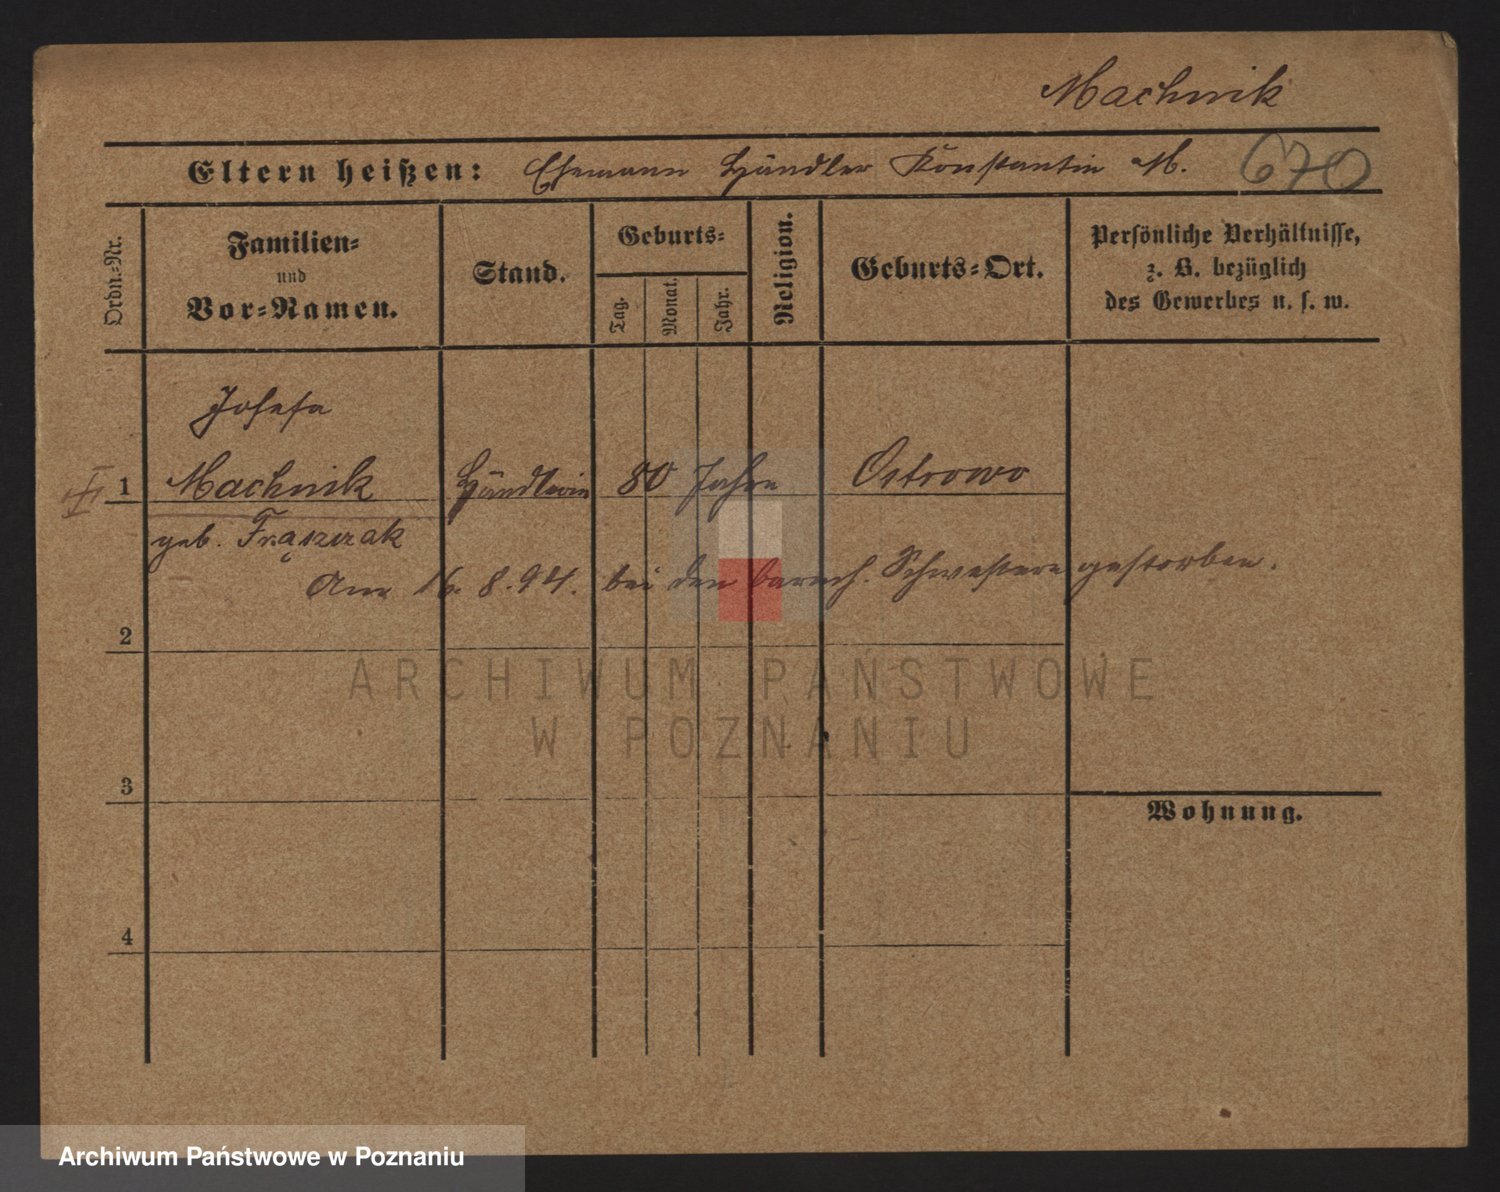 Machnik
Eltern heißen: Ehemann Händler Konstantin M. 670
Ordn.-Nr.
Familien-
und
Vor-Namen.
Stand.
Geburts-
Tag.
Monat.
Jahr.
Religion.
Geburts-Ort.
Persönliche Verhältnisse,
z. B. bezüglich
des Gewerbes u. s. w.
Josefa
1 Machnik Händlerin 80 Jahre Ostrowo
geb. Frąszczak
Am 16. 8. 94. bei den barmh. Schwestern gestorben.
2
ARCHIWUM PAŃSTWOWE
W POZNANIU
3
Wohnung.
4
Archiwum Państwowe w Poznaniu